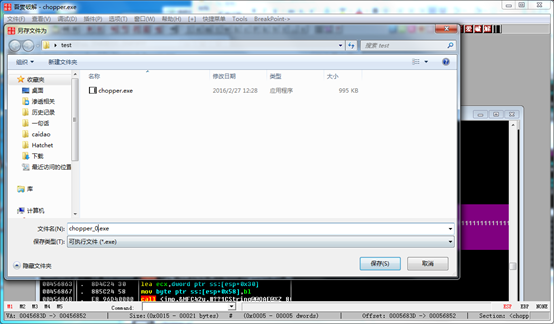 吾爱破解 - chopper.exe
文件(F) 查看(V) 调试(D) 插件(P) 选项(T) 窗口(W) 帮助(H) [+] 快捷菜单 Tools BreakPoint->
另存文件为
test
搜索 test
组织 新建文件夹
名称 修改日期 类型 大小
收藏夹
chopper.exe 2016/2/27 12:28 应用程序 995 KB
桌面
渗透相关
历史记录
一句话
caidao
Hatchet
下载
最近访问的位置
库
计算机
文件名(N): chopper_0.exe
保存类型(T): 可执行文件 (*.exe)
隐藏文件夹 保存(S) 取消
lea ecx,dword ptr ss:[esp+0x30]
00456863 . 885C24 58 mov byte ptr ss:[esp+0x58],bl
M1 M2 M3 M4 M5 Command: ESP EBP NONE
VA: 0045683D -> 00456852 Size:(0x0015 - 00021 bytes) # (0x0005 - 00005 dwords) Offset: 0005683D -> 00056852 Section: <chopp